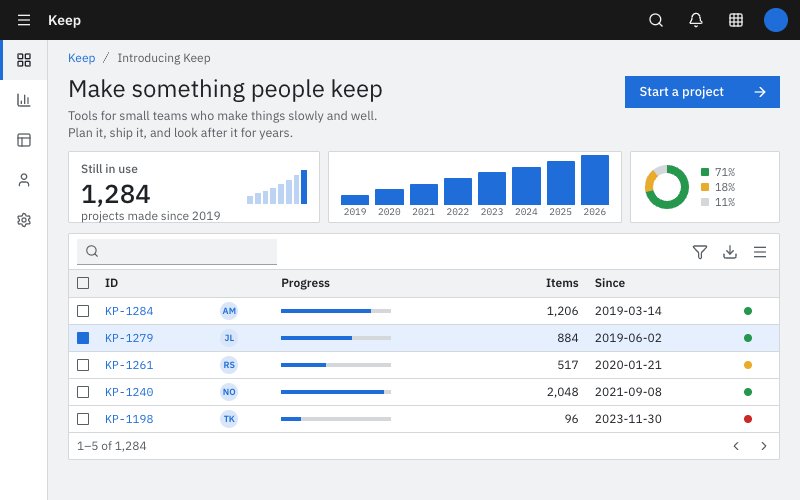 Keep
Keep / Introducing Keep
Make something people keep
Tools for small teams who make things slowly and well.
Plan it, ship it, and look after it for years.
Start a project
Still in use
1,284
projects made since 2019
2019 2020 2021 2022 2023 2024 2025 2026
71%
18%
11%
ID Progress Items Since
KP-1284 AM 1,206 2019-03-14
KP-1279 JL 884 2019-06-02
KP-1261 RS 517 2020-01-21
KP-1240 NO 2,048 2021-09-08
KP-1198 TK 96 2023-11-30
1–5 of 1,284